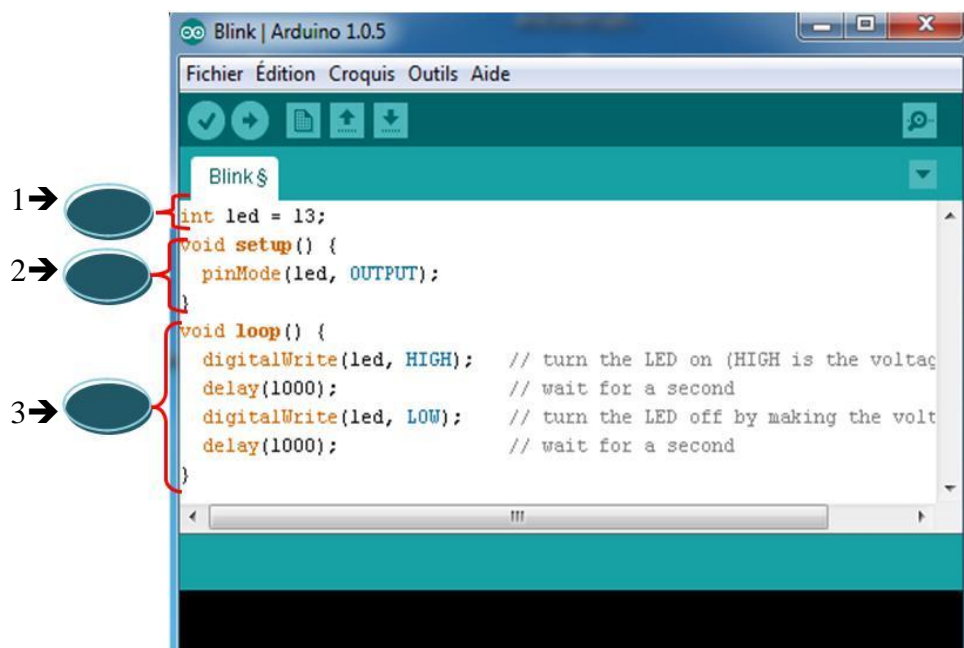 Blink | Arduino 1.0.5
Fichier Édition Croquis Outils Aide
Blink §
1➔
int led = 13;
void setup() {
2➔
pinMode(led, OUTPUT);
}
void loop() {
digitalWrite(led, HIGH);   // turn the LED on (HIGH is the voltag
delay(1000);               // wait for a second
3➔
digitalWrite(led, LOW);    // turn the LED off by making the volt
delay(1000);               // wait for a second
}